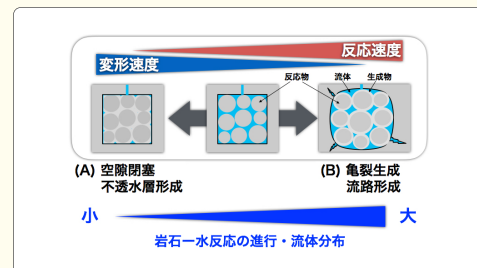 反応速度
変形速度
反応物 流体 生成物
(A) 空隙閉塞
不透水層形成
(B) 亀裂生成
流路形成
小 大
岩石ー水反応の進行・流体分布